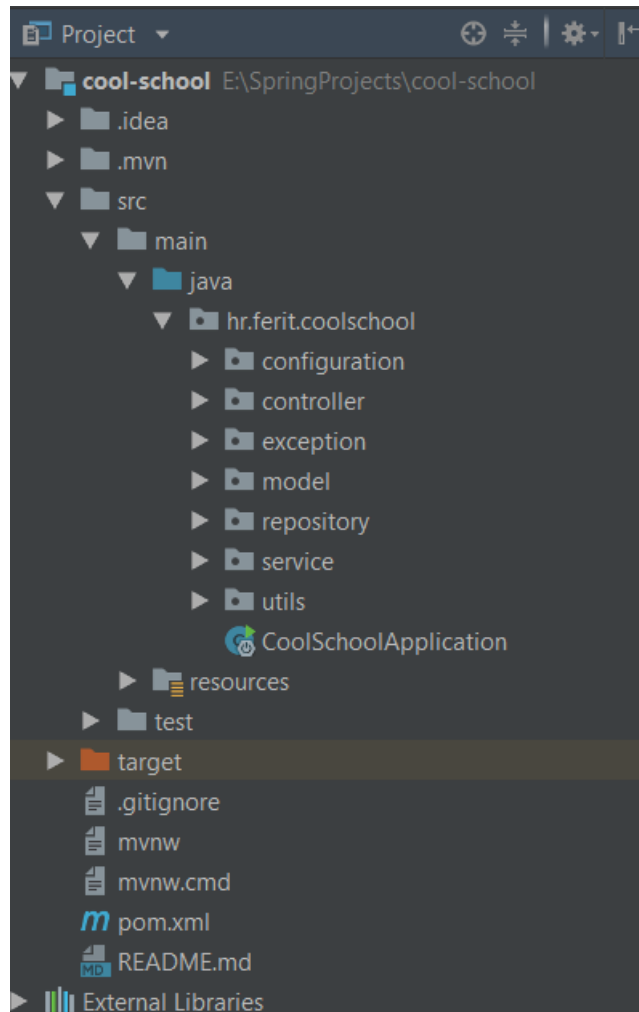 Project
cool-school E:\SpringProjects\cool-school
.idea
.mvn
src
main
java
hr.ferit.coolschool
configuration
controller
exception
model
repository
service
utils
CoolSchoolApplication
resources
test
target
.gitignore
mvnw
mvnw.cmd
m pom.xml
MD README.md
External Libraries